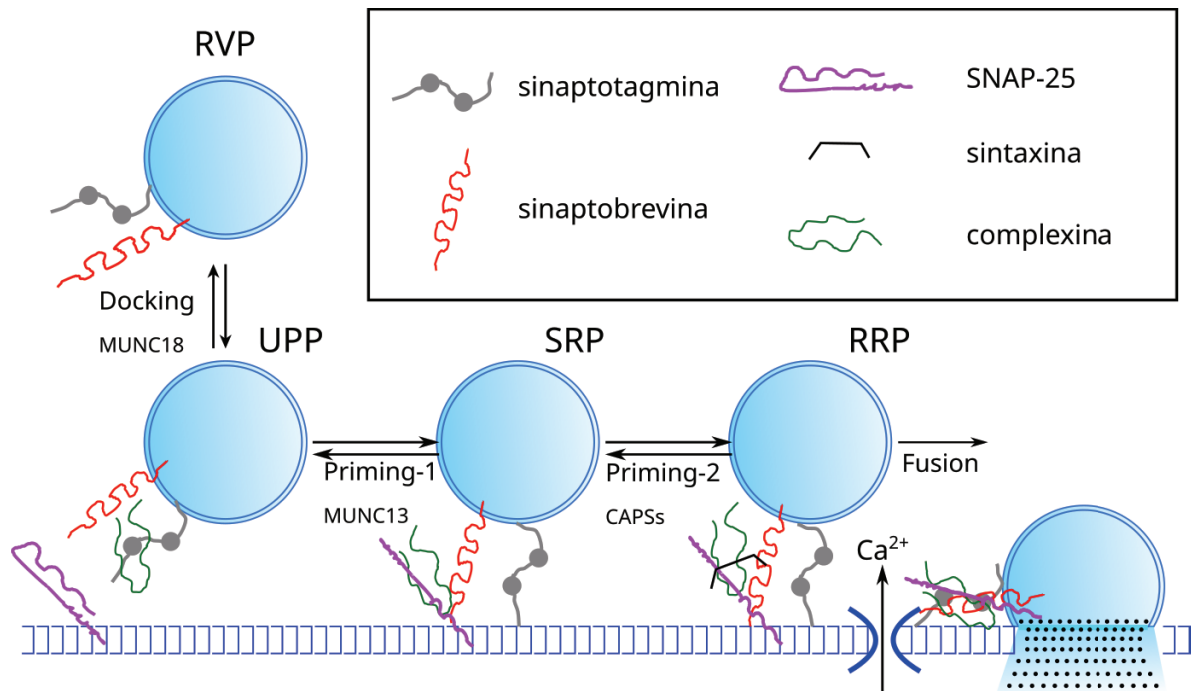 RVP
sinaptotagmina
SNAP-25
sinaptobrevina
sintaxina
complexina
Docking
MUNC18
UPP
SRP
RRP
Priming-1
MUNC13
Priming-2
CAPSs
Fusion
Ca²⁺